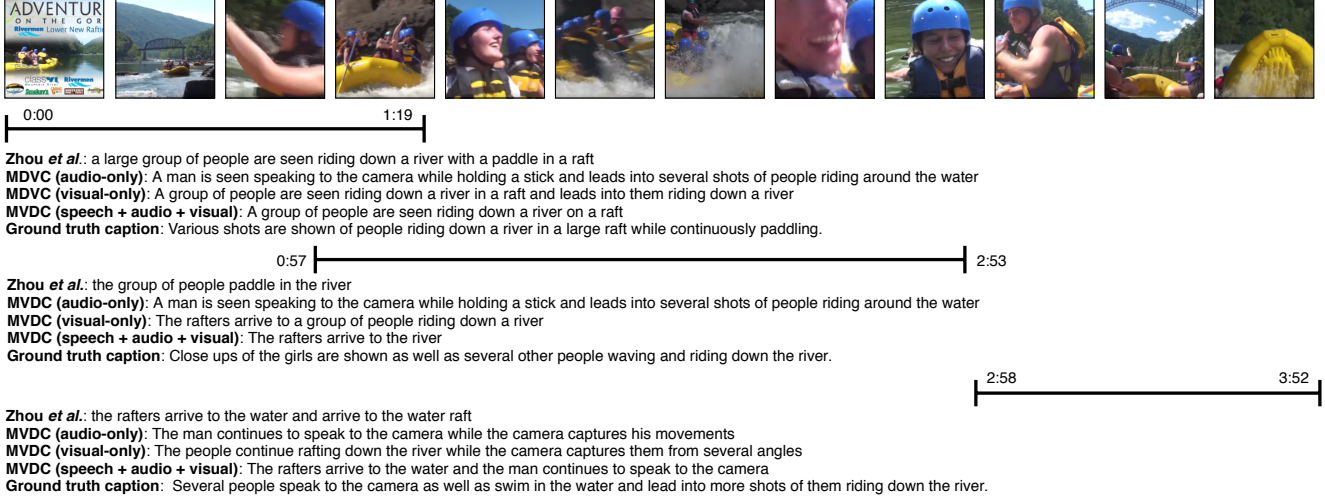 ADVENTUR
ON THE GOR
Rivermen Lower New Rafti
class VI Rivermen
0:00 1:19
Zhou et al.: a large group of people are seen riding down a river with a paddle in a raft
MDVC (audio-only): A man is seen speaking to the camera while holding a stick and leads into several shots of people riding around the water
MDVC (visual-only): A group of people are seen riding down a river in a raft and leads into them riding down a river
MVDC (speech + audio + visual): A group of people are seen riding down a river on a raft
Ground truth caption: Various shots are shown of people riding down a river in a large raft while continuously paddling.
0:57 2:53
Zhou et al.: the group of people paddle in the river
MVDC (audio-only): A man is seen speaking to the camera while holding a stick and leads into several shots of people riding around the water
MVDC (visual-only): The rafters arrive to a group of people riding down a river
MVDC (speech + audio + visual): The rafters arrive to the river
Ground truth caption: Close ups of the girls are shown as well as several other people waving and riding down the river.
2:58 3:52
Zhou et al.: the rafters arrive to the water and arrive to the water raft
MVDC (audio-only): The man continues to speak to the camera while the camera captures his movements
MVDC (visual-only): The people continue rafting down the river while the camera captures them from several angles
MVDC (speech + audio + visual): The rafters arrive to the water and the man continues to speak to the camera
Ground truth caption: Several people speak to the camera as well as swim in the water and lead into more shots of them riding down the river.